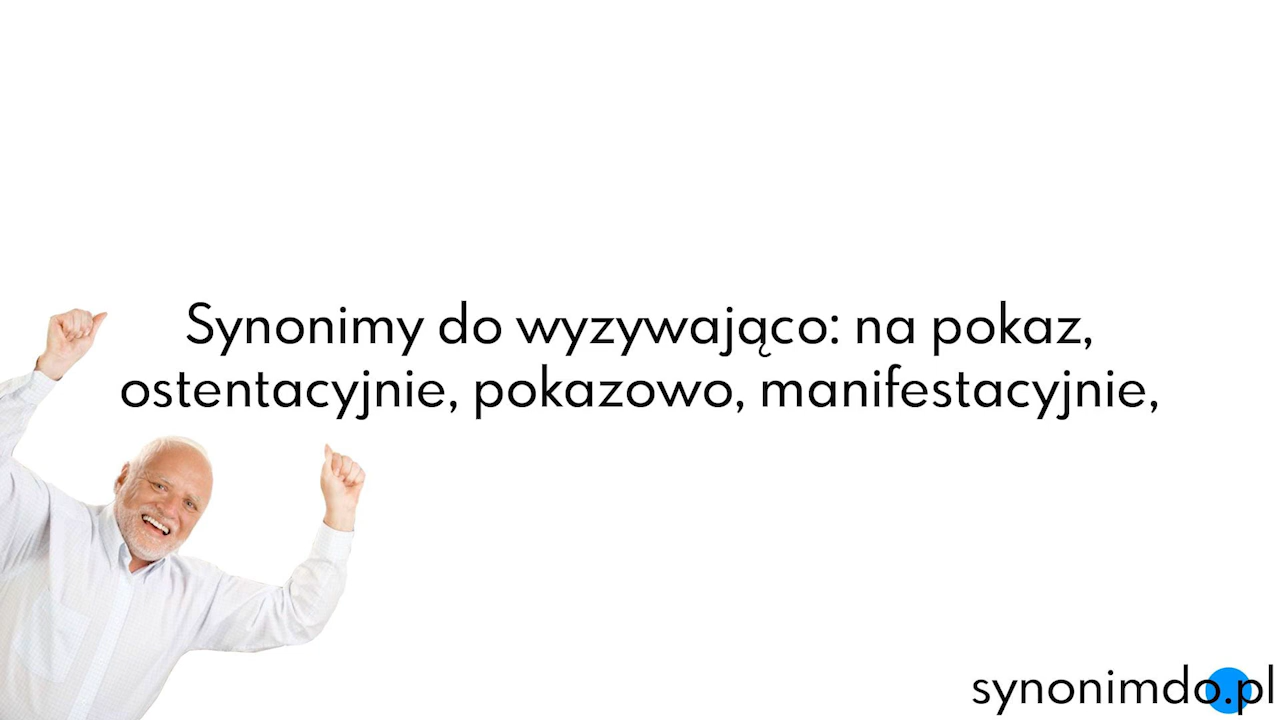 Synonimy do wyzywająco: na pokaz,
ostentacyjnie, pokazowo, manifestacyjnie,
synonimdo.pl